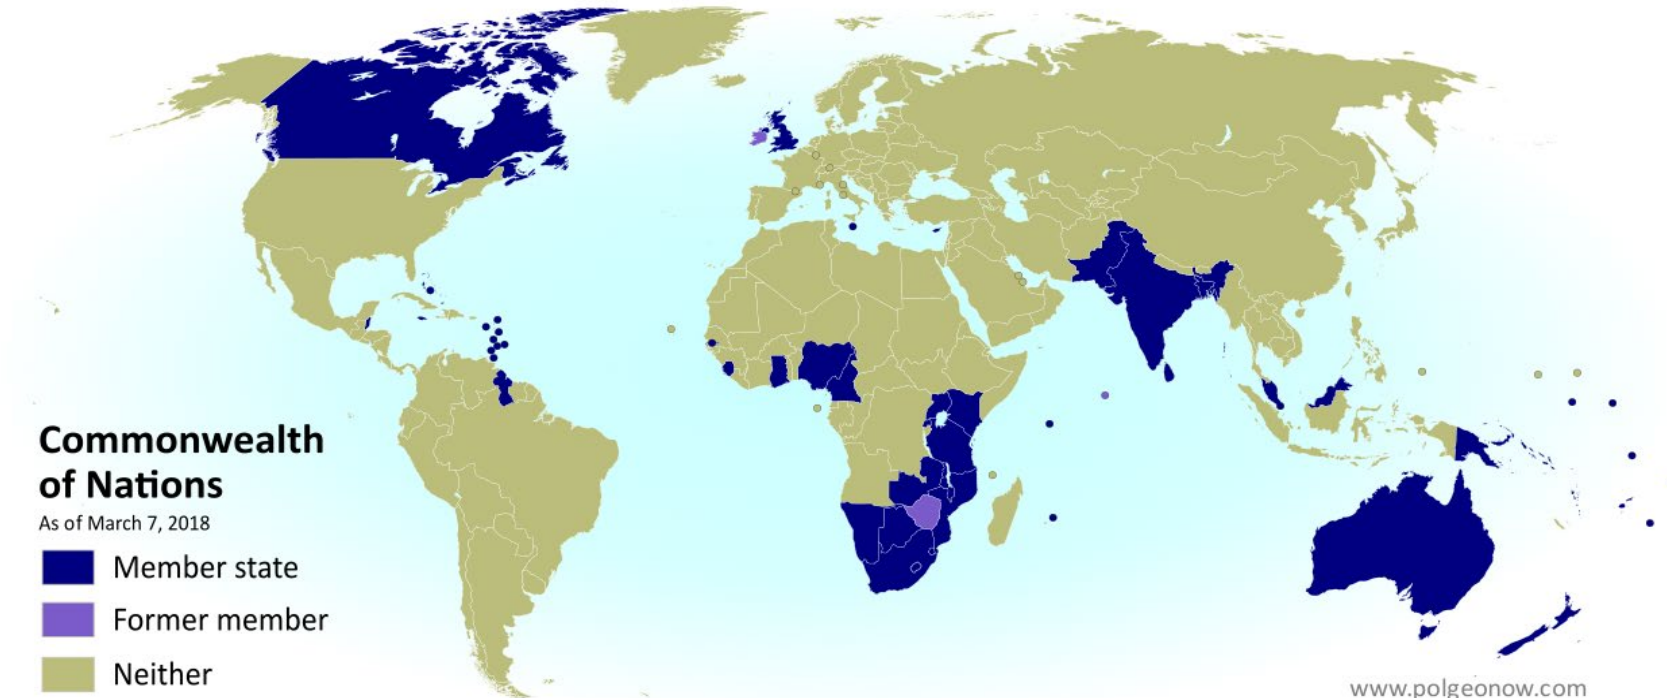 Commonwealth
of Nations
As of March 7, 2018
Member state
Former member
Neither
www.polgeonow.com